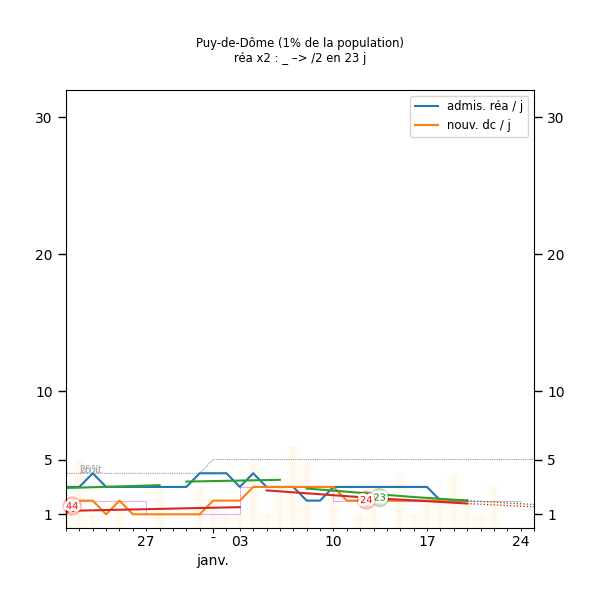 Puy-de-Dôme (1% de la population)
réa x2 : _ –> /2 en 23 j
admis. réa / j
nouv. dc / j
30 30
20 20
10 10
5 5
44 24 23
1 1
27 - 03 10 17 24
janv.